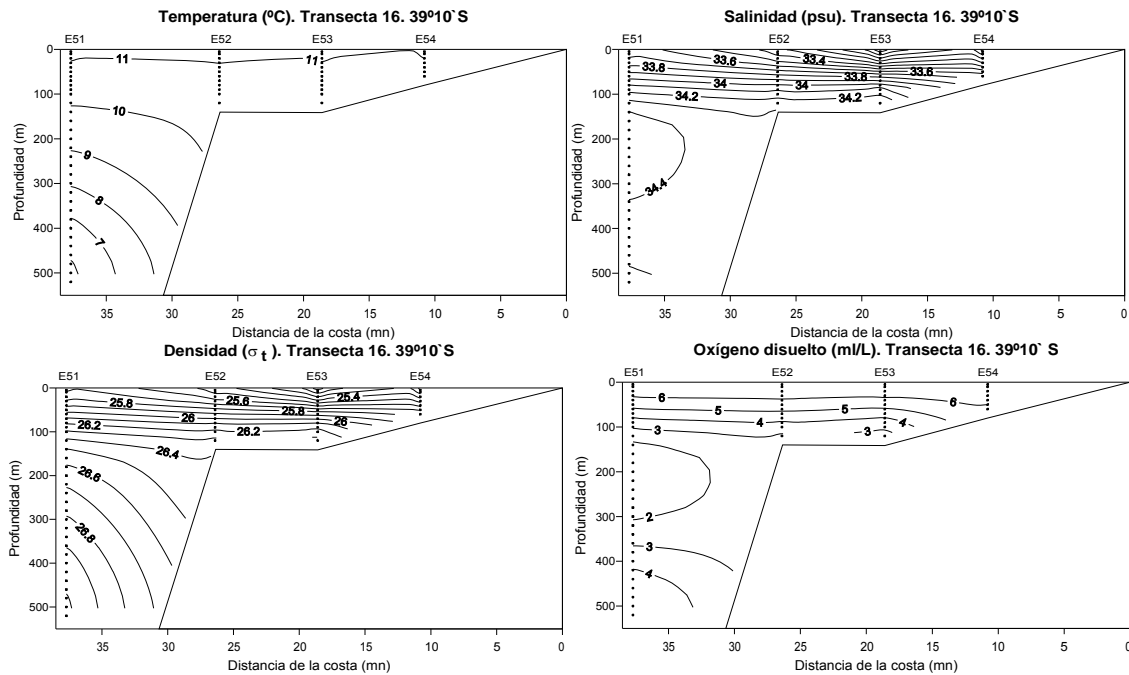 Temperatura (ºC). Transecta 16. 39º10`S
E51 E52 E53 E54
0
100
200
300
400
500
Profundidad (m)
11 11
10
9
8
7
35 30 25 20 15 10 5 0
Distancia de la costa (mn)
Salinidad (psu). Transecta 16. 39º10`S
E51 E52 E53 E54
0
100
200
300
400
500
Profundidad (m)
33.6 33.4
33.8 33.8 33.6
34 34
34.2 34.2
34.4
35 30 25 20 15 10 5 0
Distancia de la costa (mn)
Densidad (σ t ). Transecta 16. 39º10`S
E51 E52 E53 E54
0
100
200
300
400
500
Profundidad (m)
25.8 25.6 25.4
26 25.8 26
26.2 26.2
26.4
26.6
26.8
35 30 25 20 15 10 5 0
Distancia de la costa (mn)
Oxígeno disuelto (ml/L). Transecta 16. 39º10` S
E51 E52 E53 E54
0
100
200
300
400
500
Profundidad (m)
6 6
5 5
4 4
3 3
2
3
4
35 30 25 20 15 10 5 0
Distancia de la costa (mn)